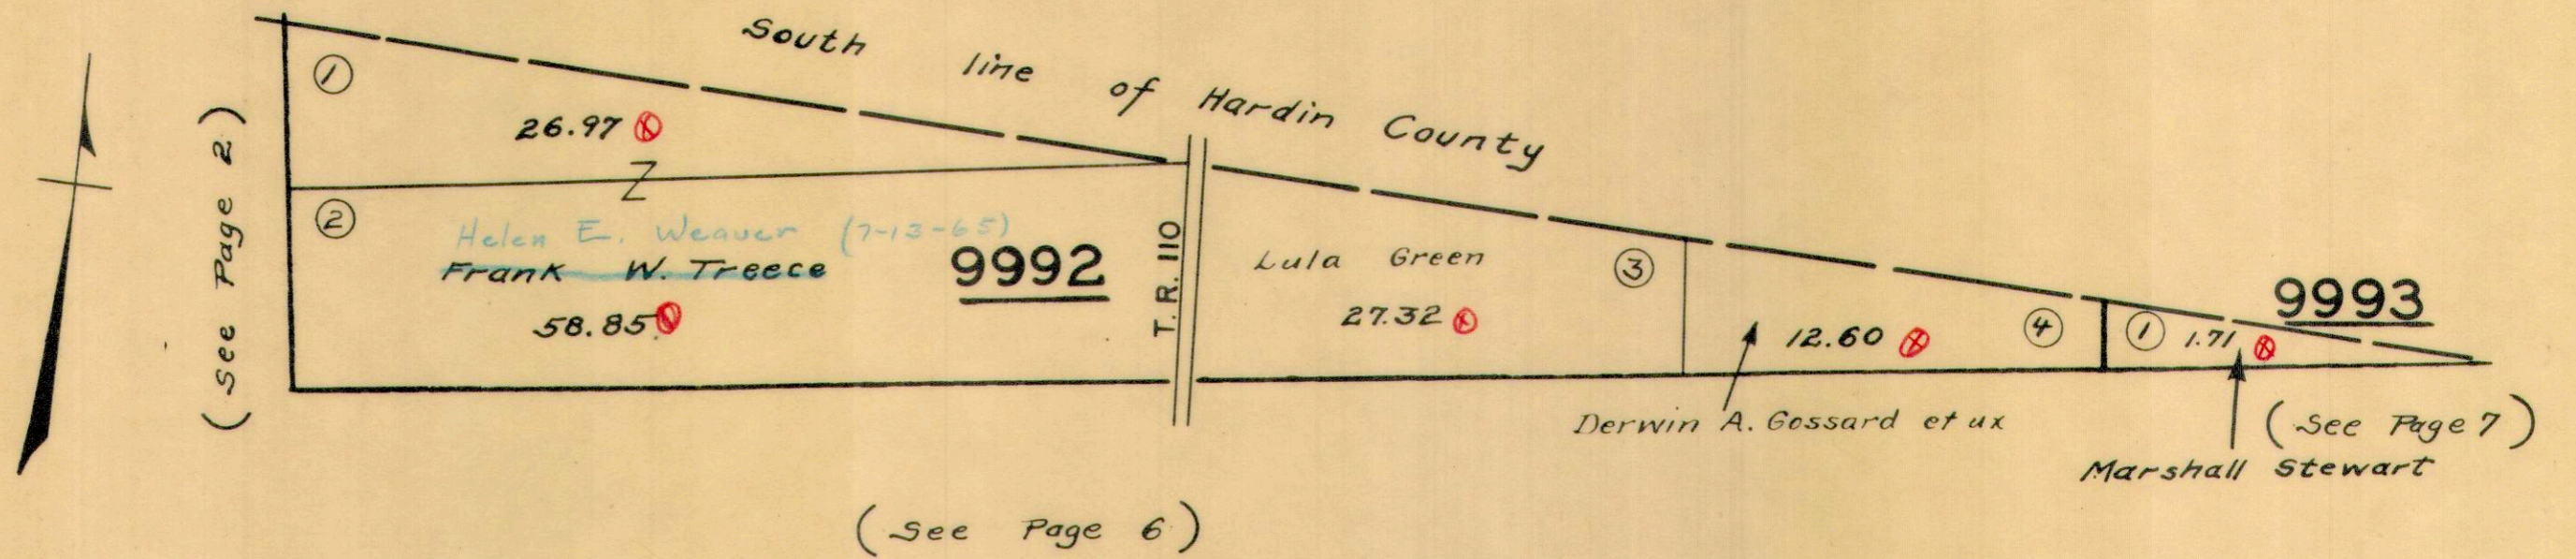 South line of Hardin County
(See Page 2)
1
26.97
Z
2
Helen E. Weaver (7-13-65)
Frank W. Treece
58.85
9992
T. R. 110
Lula Green
27.32
3
12.60
4
Derwin A. Gossard et ux
9993
1
1.71
Marshall Stewart
(See Page 7)
(See Page 6)